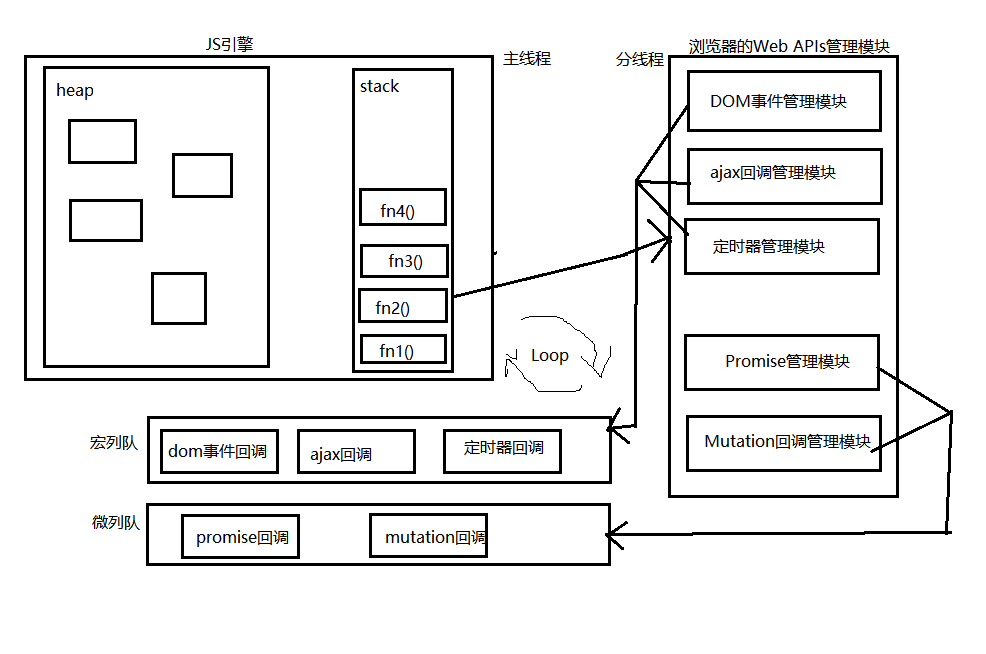 JS引擎
主线程
分线程
浏览器的Web APIs管理模块
heap
stack
fn4()
fn3()
fn2()
fn1()
DOM事件管理模块
ajax回调管理模块
定时器管理模块
Loop
Promise管理模块
Mutation回调管理模块
宏列队
dom事件回调
ajax回调
定时器回调
微列队
promise回调
mutation回调